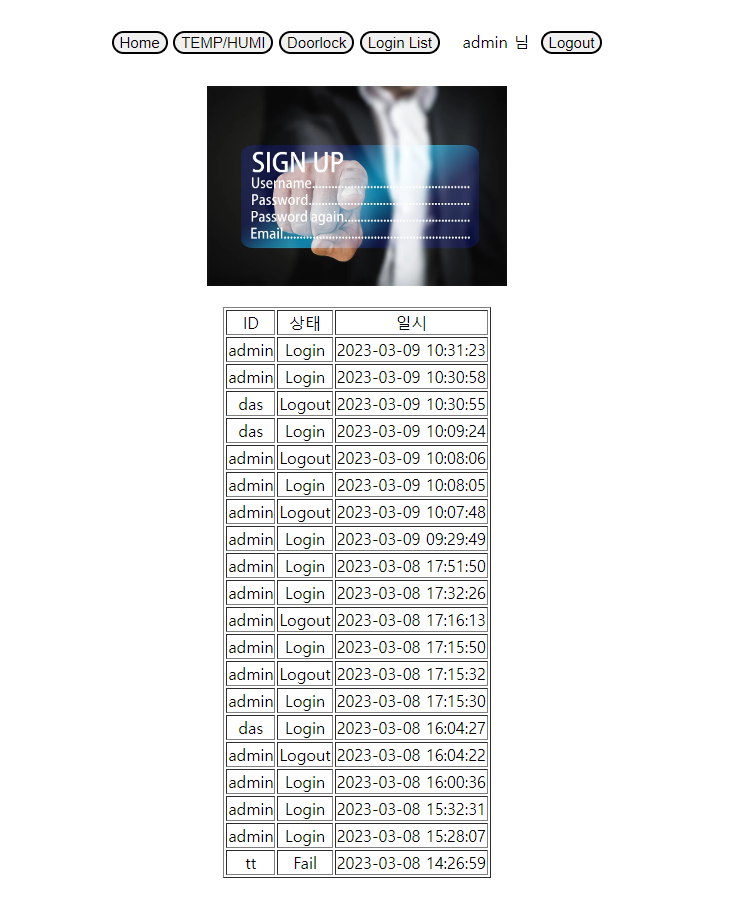 Home TEMP/HUMI Doorlock Login List admin 님 Logout
SIGN UP
Username
Password
Password again
Email
ID 상태 일시
admin Login 2023-03-09 10:31:23
admin Login 2023-03-09 10:30:58
das Logout 2023-03-09 10:30:55
das Login 2023-03-09 10:09:24
admin Logout 2023-03-09 10:08:06
admin Login 2023-03-09 10:08:05
admin Logout 2023-03-09 10:07:48
admin Login 2023-03-09 09:29:49
admin Login 2023-03-08 17:51:50
admin Login 2023-03-08 17:32:26
admin Logout 2023-03-08 17:16:13
admin Login 2023-03-08 17:15:50
admin Logout 2023-03-08 17:15:32
admin Login 2023-03-08 17:15:30
das Login 2023-03-08 16:04:27
admin Logout 2023-03-08 16:04:22
admin Login 2023-03-08 16:00:36
admin Login 2023-03-08 15:32:31
admin Login 2023-03-08 15:28:07
tt Fail 2023-03-08 14:26:59